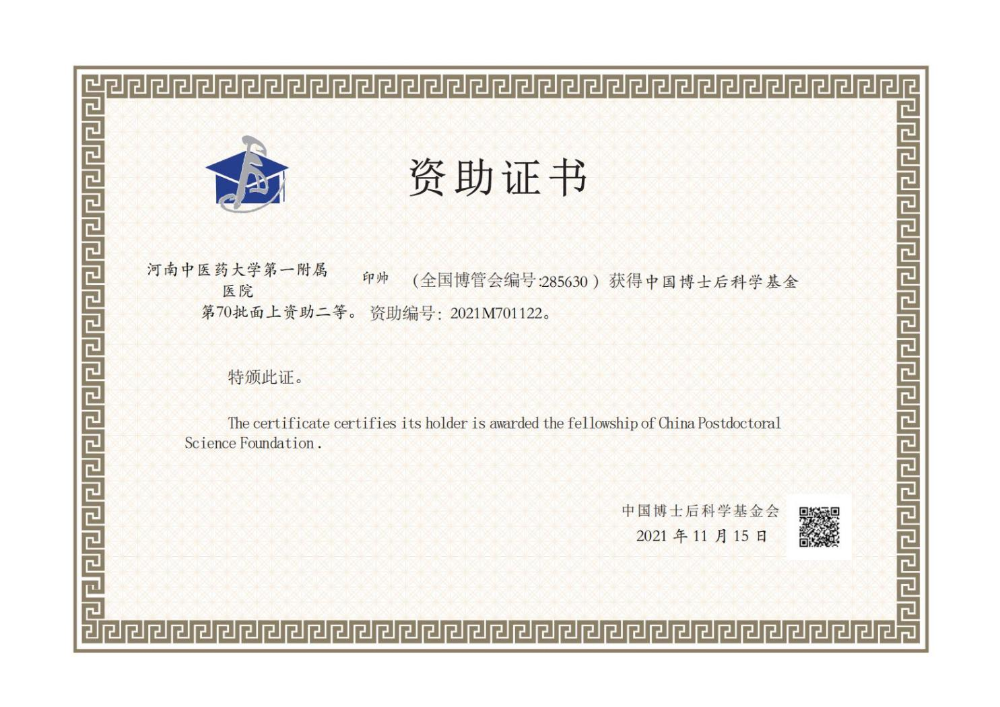 资助证书
河南中医药大学第一附属
医院
印帅
（全国博管会编号:285630 ）获得中国博士后科学基金
第70批面上资助二等。 资助编号：2021M701122。
特颁此证。
The certificate certifies its holder is awarded the fellowship of China Postdoctoral
Science Foundation .
中国博士后科学基金会
2021 年 11 月 15 日